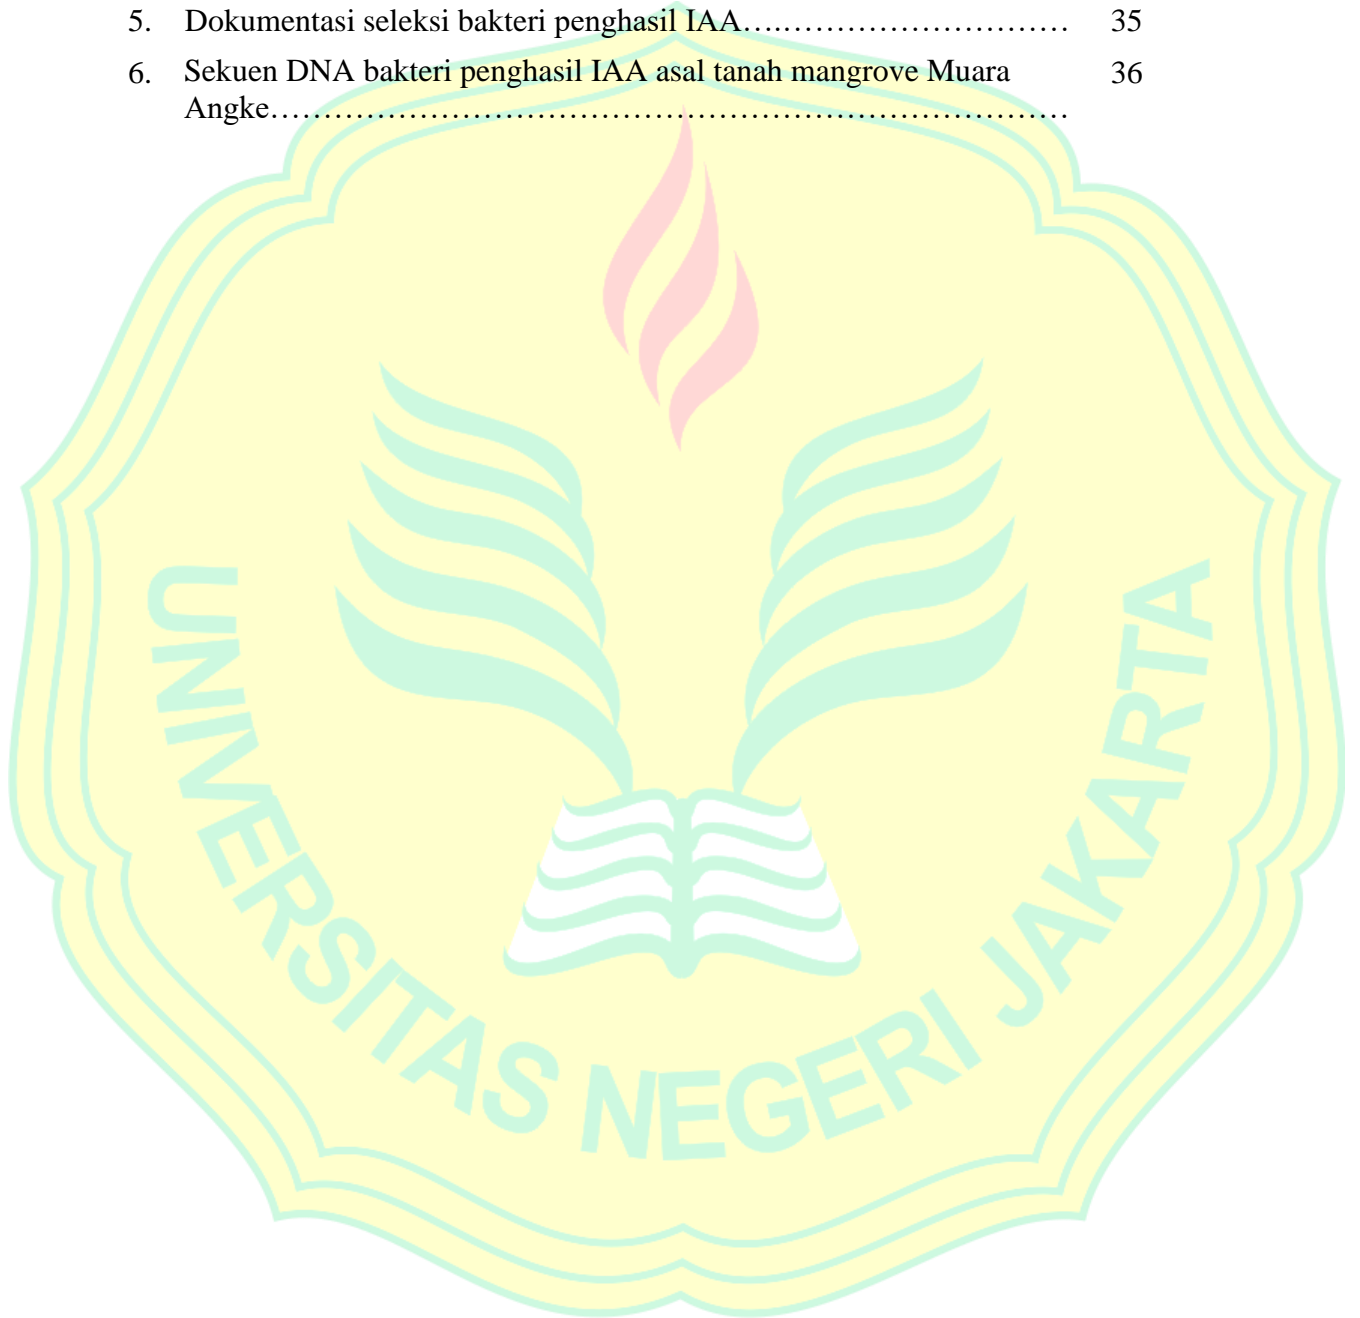 5. Dokumentasi seleksi bakteri penghasil IAA………………………… 35
6. Sekuen DNA bakteri penghasil IAA asal tanah mangrove Muara 36
Angke……………………………………………………………………
UNIVERSITAS NEGERI JAKARTA